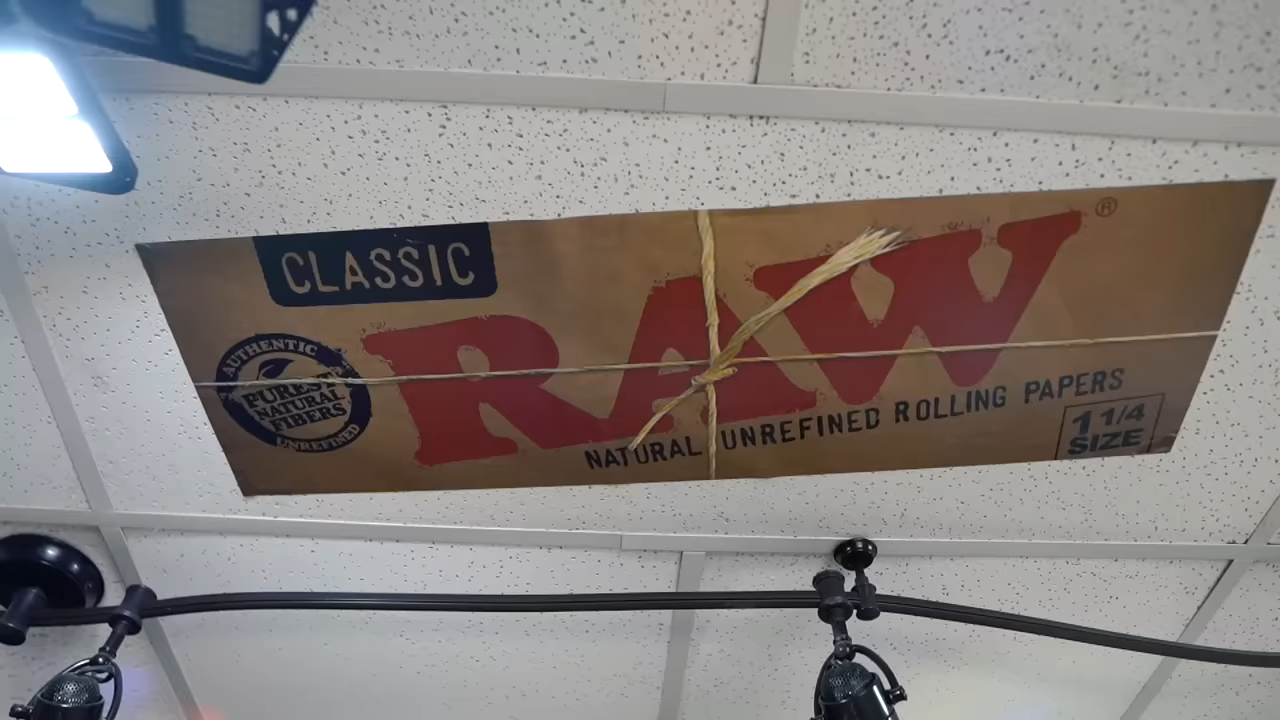 CLASSIC
RAW®
AUTHENTIC
PUREST
NATURAL
FIBERS
UNREFINED
NATURAL UNREFINED ROLLING PAPERS
1 1/4
SIZE